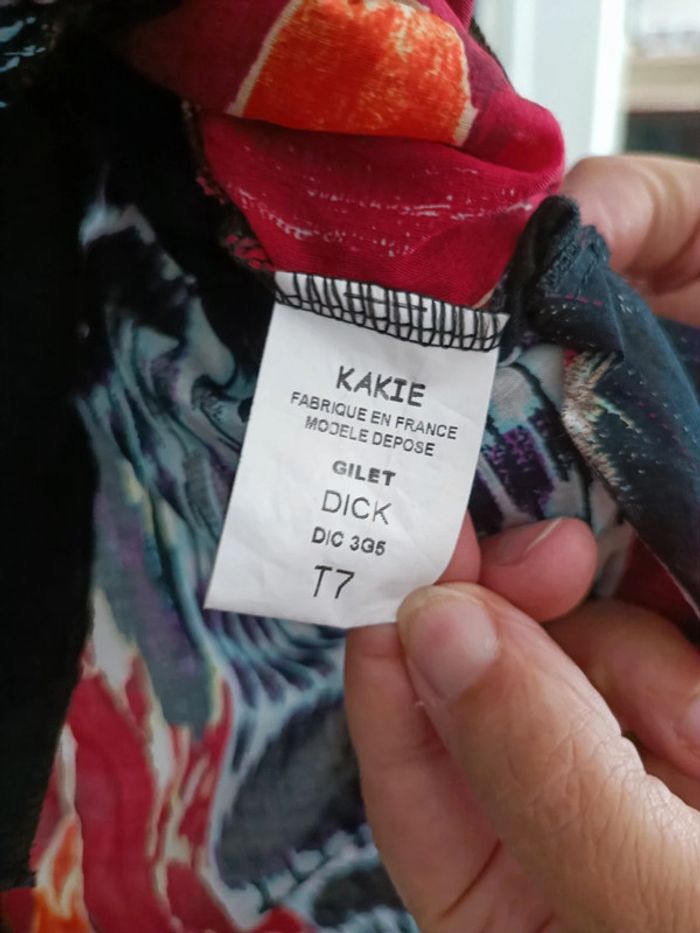 KAKIE
FABRIQUE EN FRANCE
MODELE DEPOSE
GILET
DICK
DIC 3G5
T7